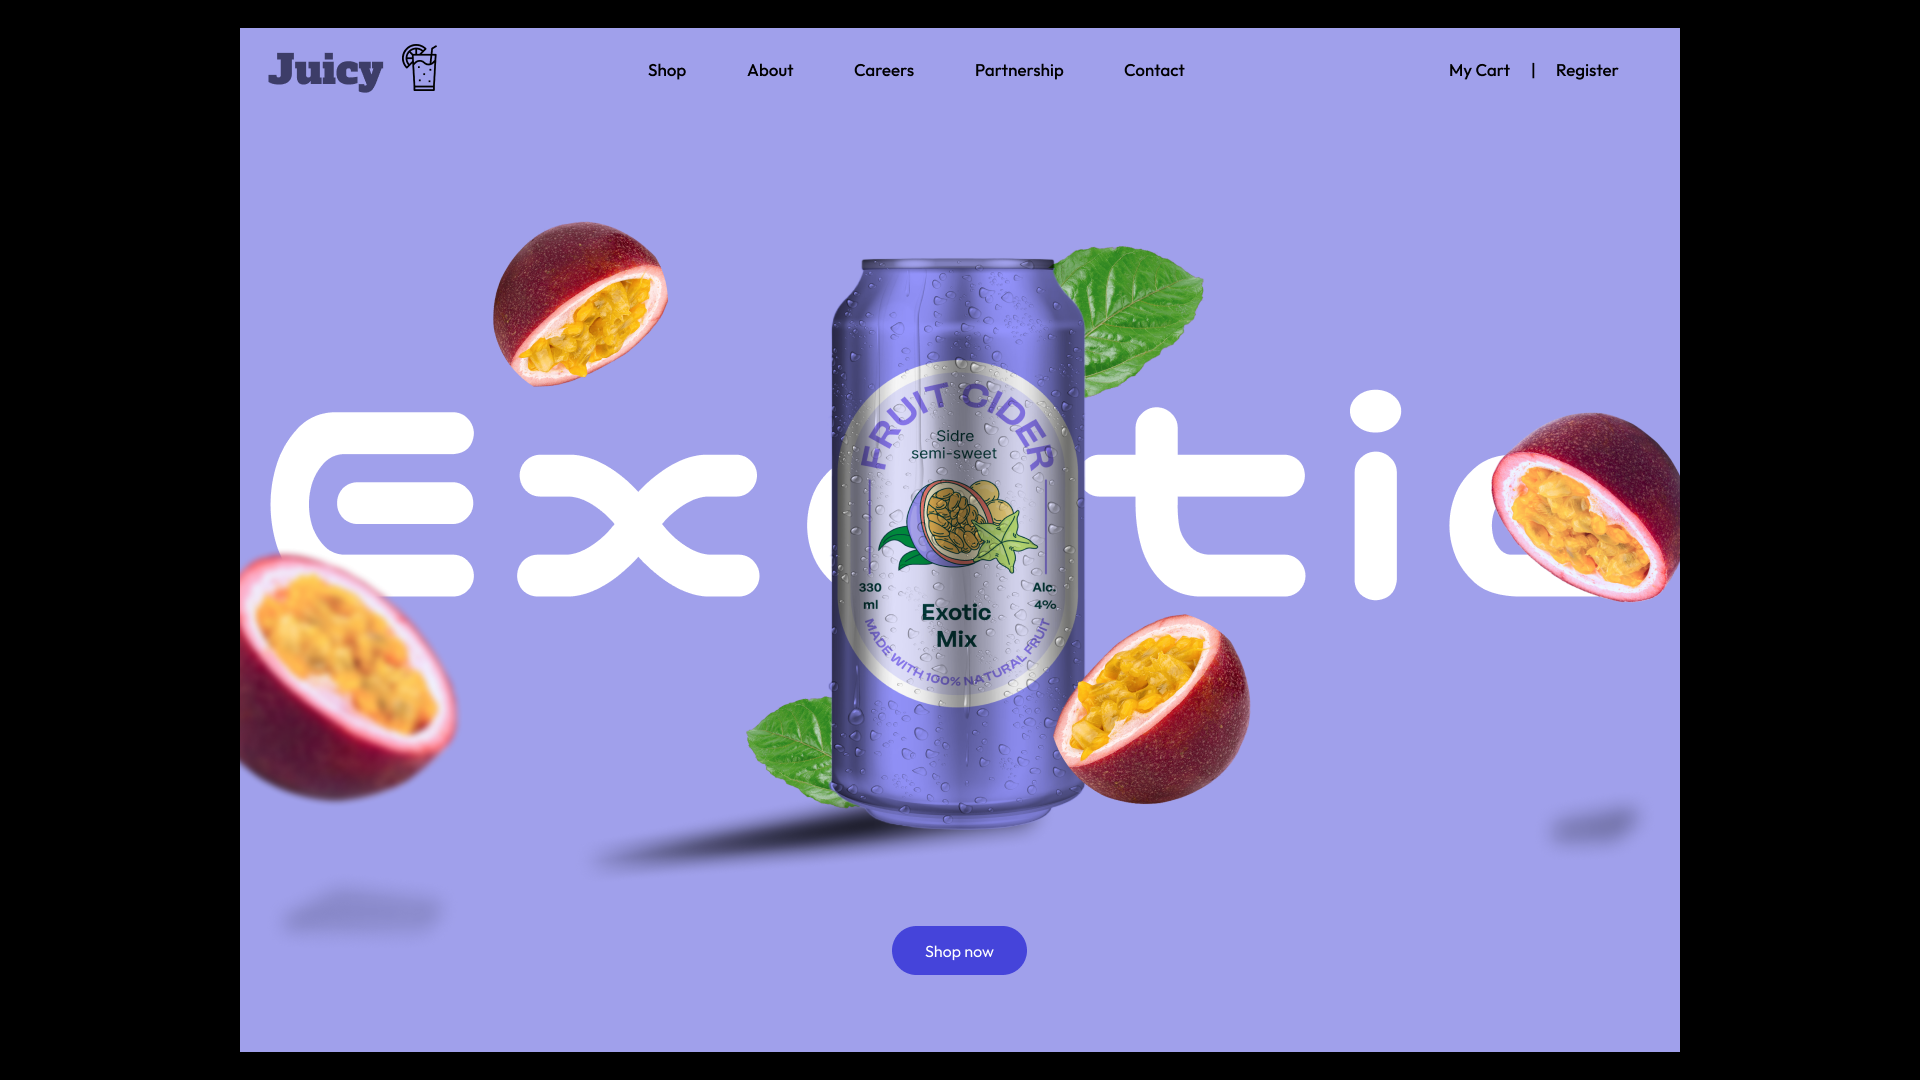 Juicy
Shop
About
Careers
Partnership
Contact
My Cart | Register
Exotic
FRUIT CIDER
Sidre
semi-sweet
330
ml
Alc.
4%
Exotic
Mix
MADE WITH 100% NATURAL FRUIT
Shop now